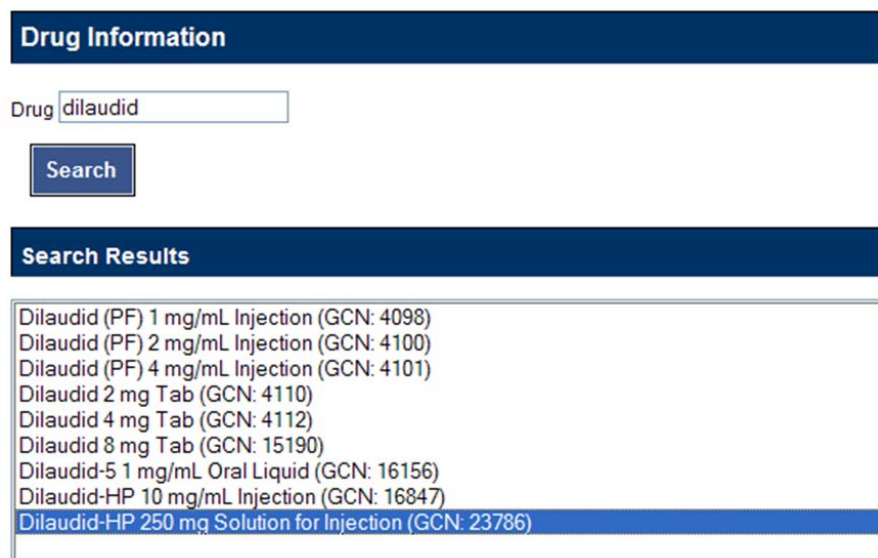 Drug Information
Drug dilaudid
Search
Search Results
Dilaudid (PF) 1 mg/mL Injection (GCN: 4098)
Dilaudid (PF) 2 mg/mL Injection (GCN: 4100)
Dilaudid (PF) 4 mg/mL Injection (GCN: 4101)
Dilaudid 2 mg Tab (GCN: 4110)
Dilaudid 4 mg Tab (GCN: 4112)
Dilaudid 8 mg Tab (GCN: 15190)
Dilaudid-5 1 mg/mL Oral Liquid (GCN: 16156)
Dilaudid-HP 10 mg/mL Injection (GCN: 16847)
Dilaudid-HP 250 mg Solution for Injection (GCN: 23786)